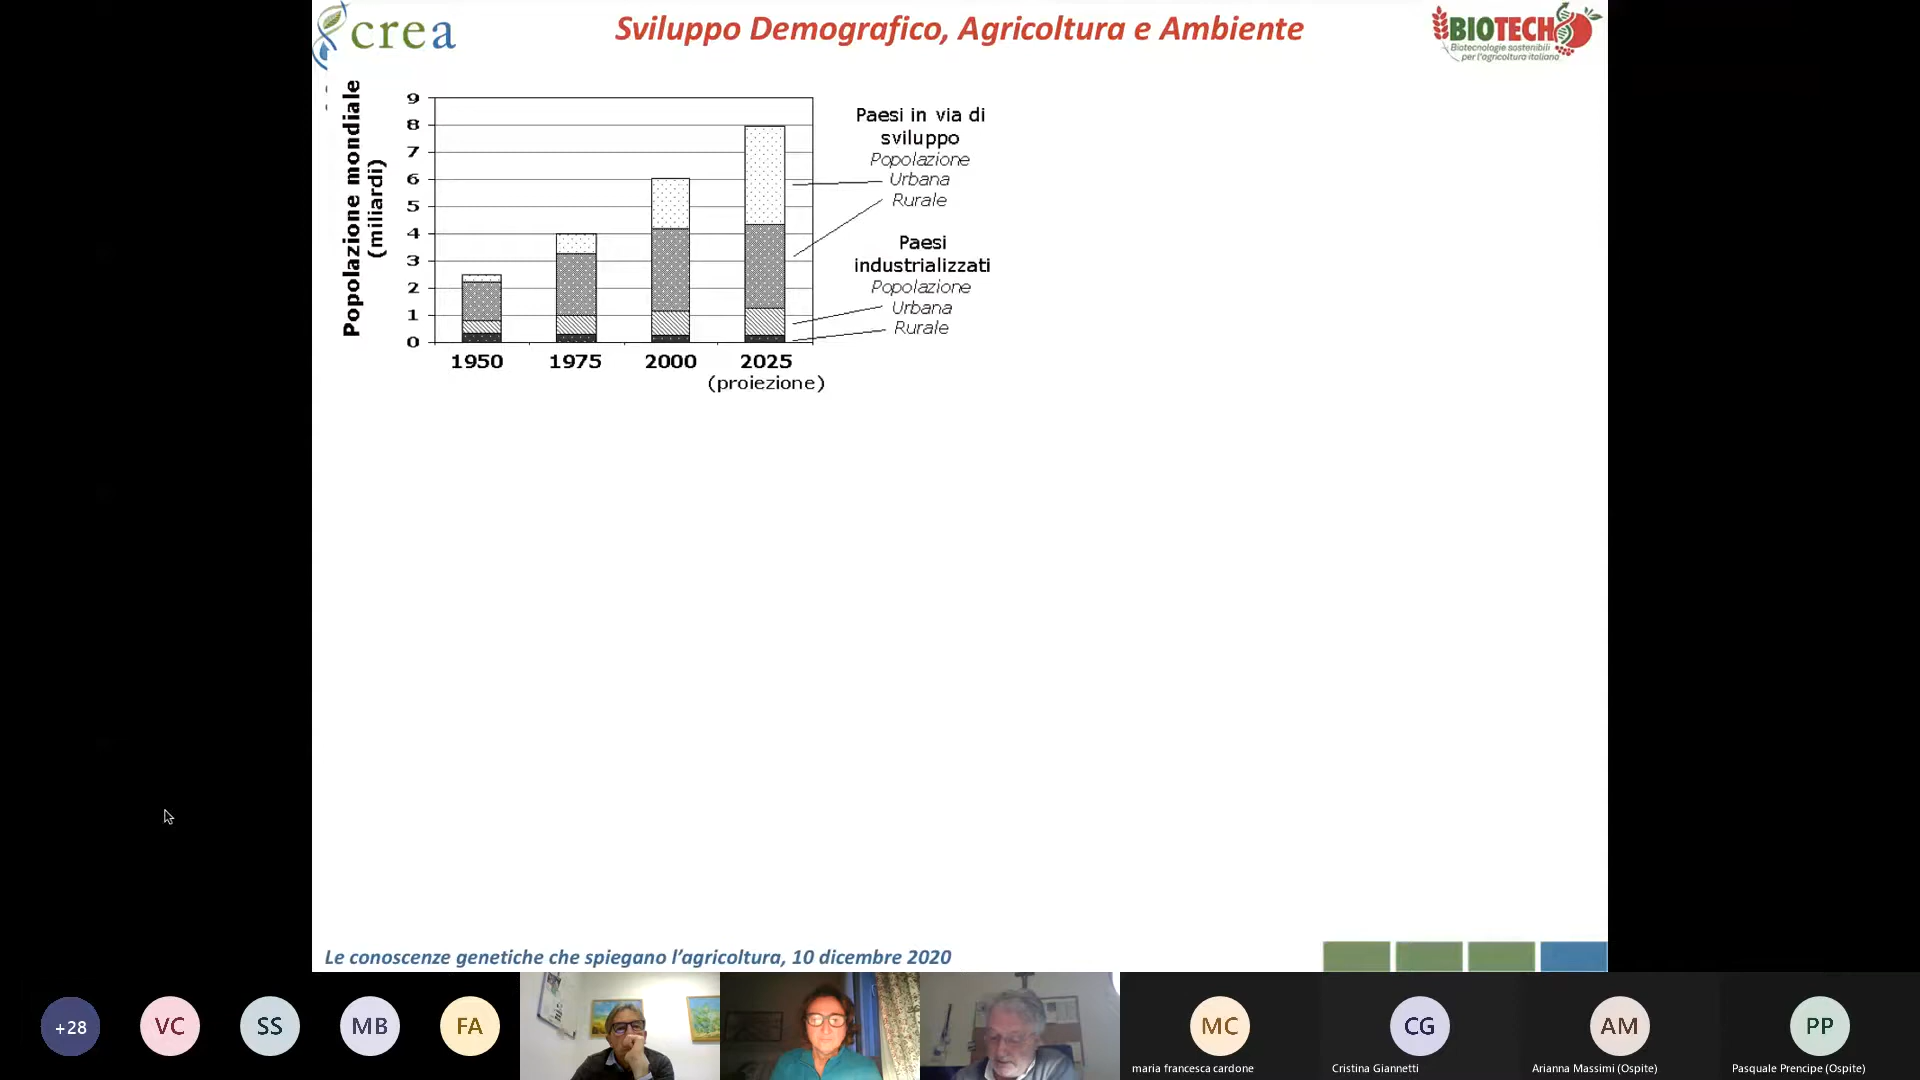 crea
Sviluppo Demografico, Agricoltura e Ambiente
BIOTECH
Biotecnologie sostenibili
per l'agricoltura italiana
Popolazione mondiale
(miliardi)
9
8
7
6
5
4
3
2
1
0
1950 1975 2000 2025
(proiezione)
Paesi in via di
sviluppo
Popolazione
Urbana
Rurale
Paesi
industrializzati
Popolazione
Urbana
Rurale
Le conoscenze genetiche che spiegano l'agricoltura, 10 dicembre 2020
+28 VC SS MB FA MC CG AM PP
maria francesca cardone Cristina Giannetti Arianna Massimi (Ospite) Pasquale Prencipe (Ospite)